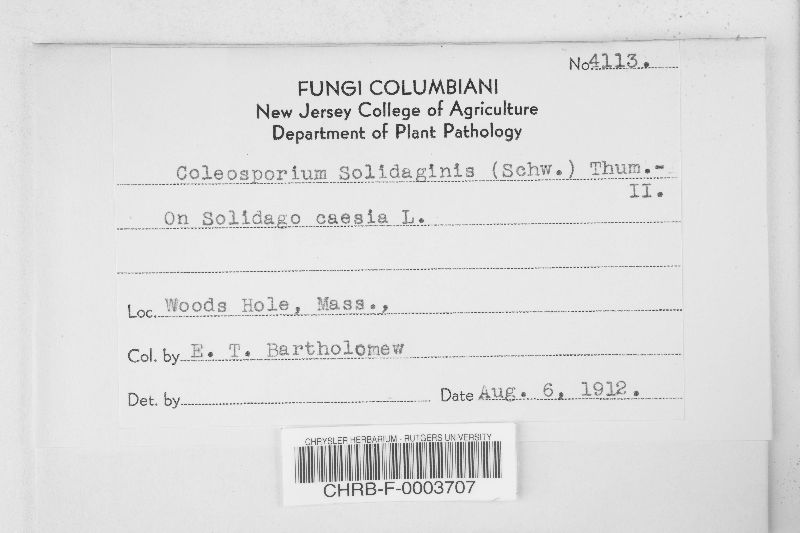 No 4113.
FUNGI COLUMBIANI
New Jersey College of Agriculture
Department of Plant Pathology
Coleosporium Solidaginis (Schw.) Thum.-
II.
On Solidago caesia L.
Loc. Woods Hole, Mass.,
Col. by E. T. Bartholomew
Det. by
Date Aug. 6, 1912.
CHRYSLER HERBARIUM - RUTGERS UNIVERSITY
CHRB-F-0003707